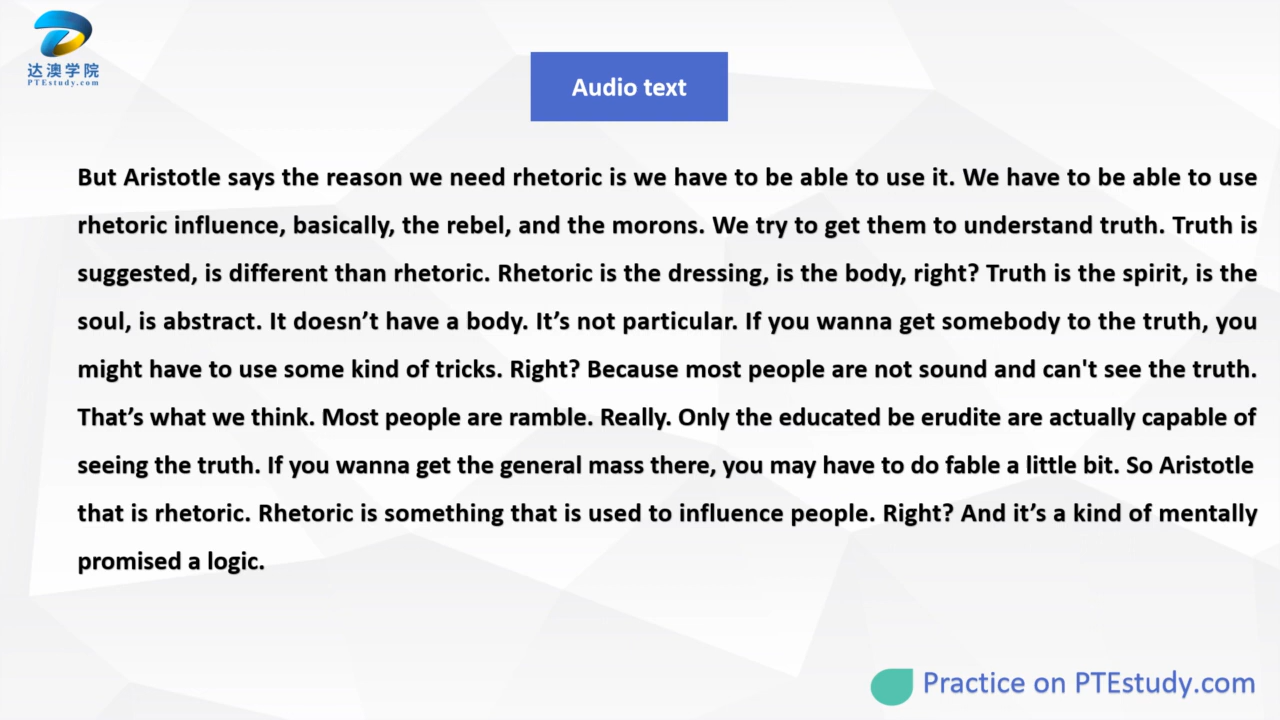 达澳学院
PTEstudy.com
Audio text
But Aristotle says the reason we need rhetoric is we have to be able to use it. We have to be able to use
rhetoric influence, basically, the rebel, and the morons. We try to get them to understand truth. Truth is
suggested, is different than rhetoric. Rhetoric is the dressing, is the body, right? Truth is the spirit, is the
soul, is abstract. It doesn’t have a body. It’s not particular. If you wanna get somebody to the truth, you
might have to use some kind of tricks. Right? Because most people are not sound and can't see the truth.
That’s what we think. Most people are ramble. Really. Only the educated be erudite are actually capable of
seeing the truth. If you wanna get the general mass there, you may have to do fable a little bit. So Aristotle
that is rhetoric. Rhetoric is something that is used to influence people. Right? And it’s a kind of mentally
promised a logic.
Practice on PTEstudy.com